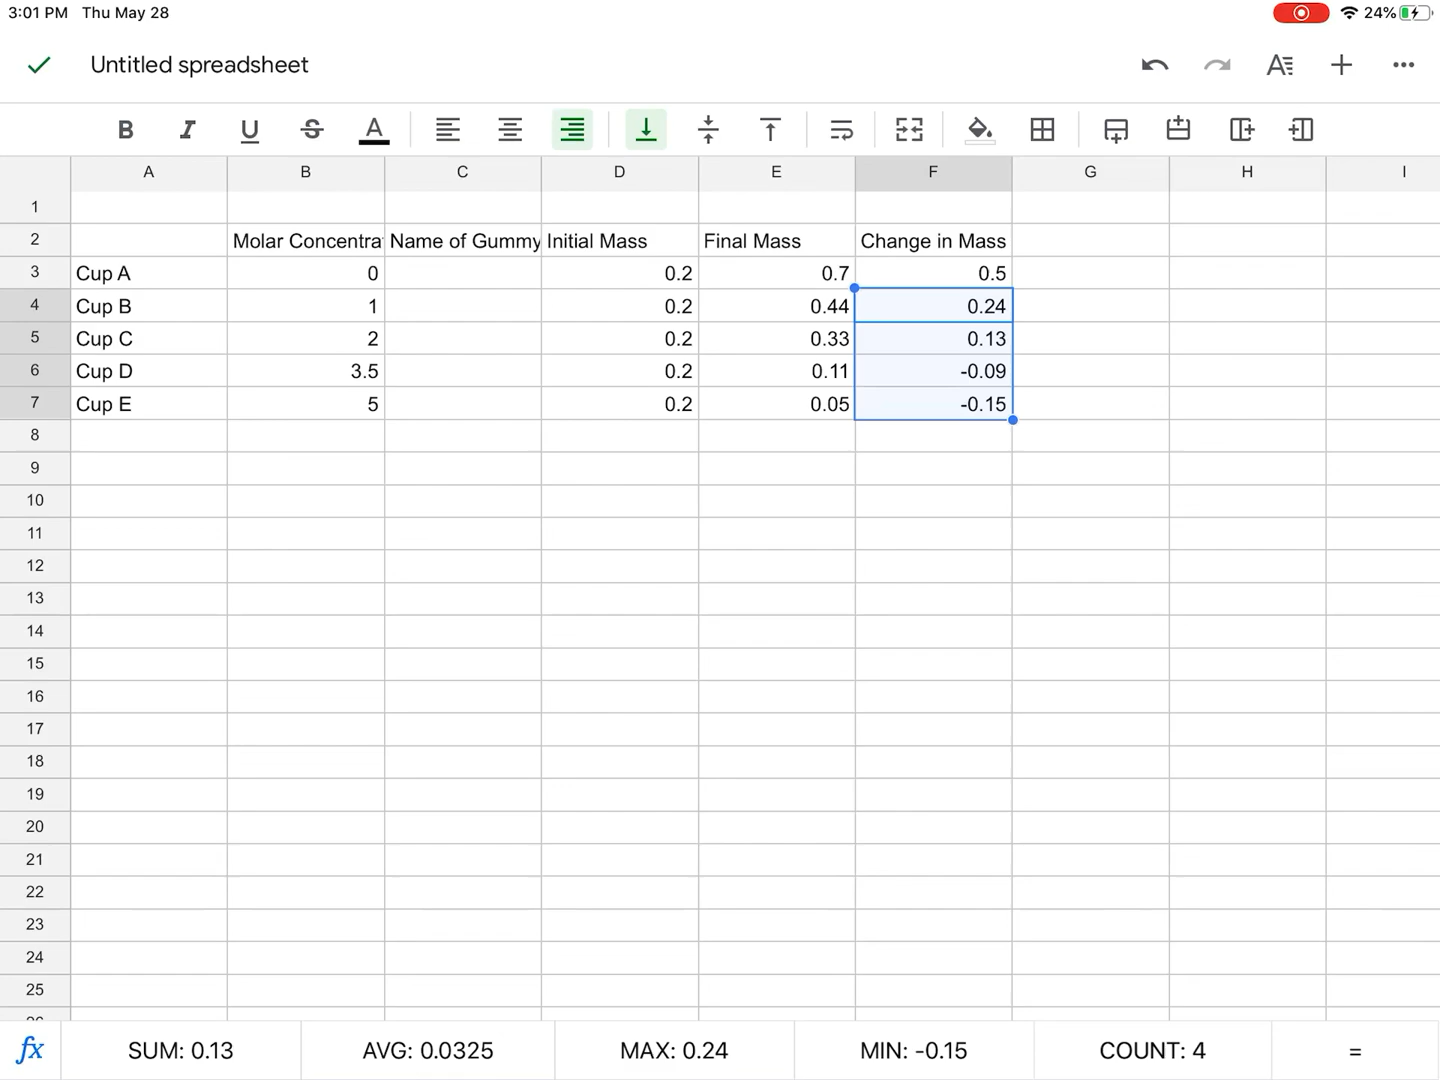 3:01 PM Thu May 28 24%
Untitled spreadsheet
B I U S A A
A B C D E F G H I
1
2 Molar Concentra Name of Gummy Initial Mass Final Mass Change in Mass
3 Cup A 0 0.2 0.7 0.5
4 Cup B 1 0.2 0.44 0.24
5 Cup C 2 0.2 0.33 0.13
6 Cup D 3.5 0.2 0.11 -0.09
7 Cup E 5 0.2 0.05 -0.15
8
9
10
11
12
13
14
15
16
17
18
19
20
21
22
23
24
25
fx SUM: 0.13 AVG: 0.0325 MAX: 0.24 MIN: -0.15 COUNT: 4 =